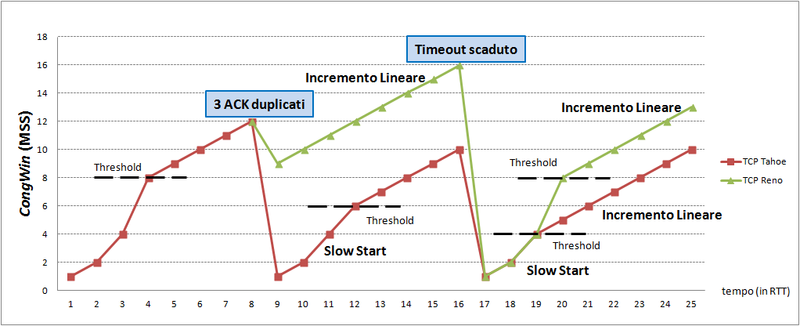 18
16
14
12
10
8
6
4
2
0
CongWin (MSS)
Timeout scaduto
3 ACK duplicati
Incremento Lineare
Incremento Lineare
Threshold
Threshold
Threshold
Threshold
Slow Start
Incremento Lineare
Slow Start
TCP Tahoe
TCP Reno
1 2 3 4 5 6 7 8 9 10 11 12 13 14 15 16 17 18 19 20 21 22 23 24 25
tempo (in RTT)